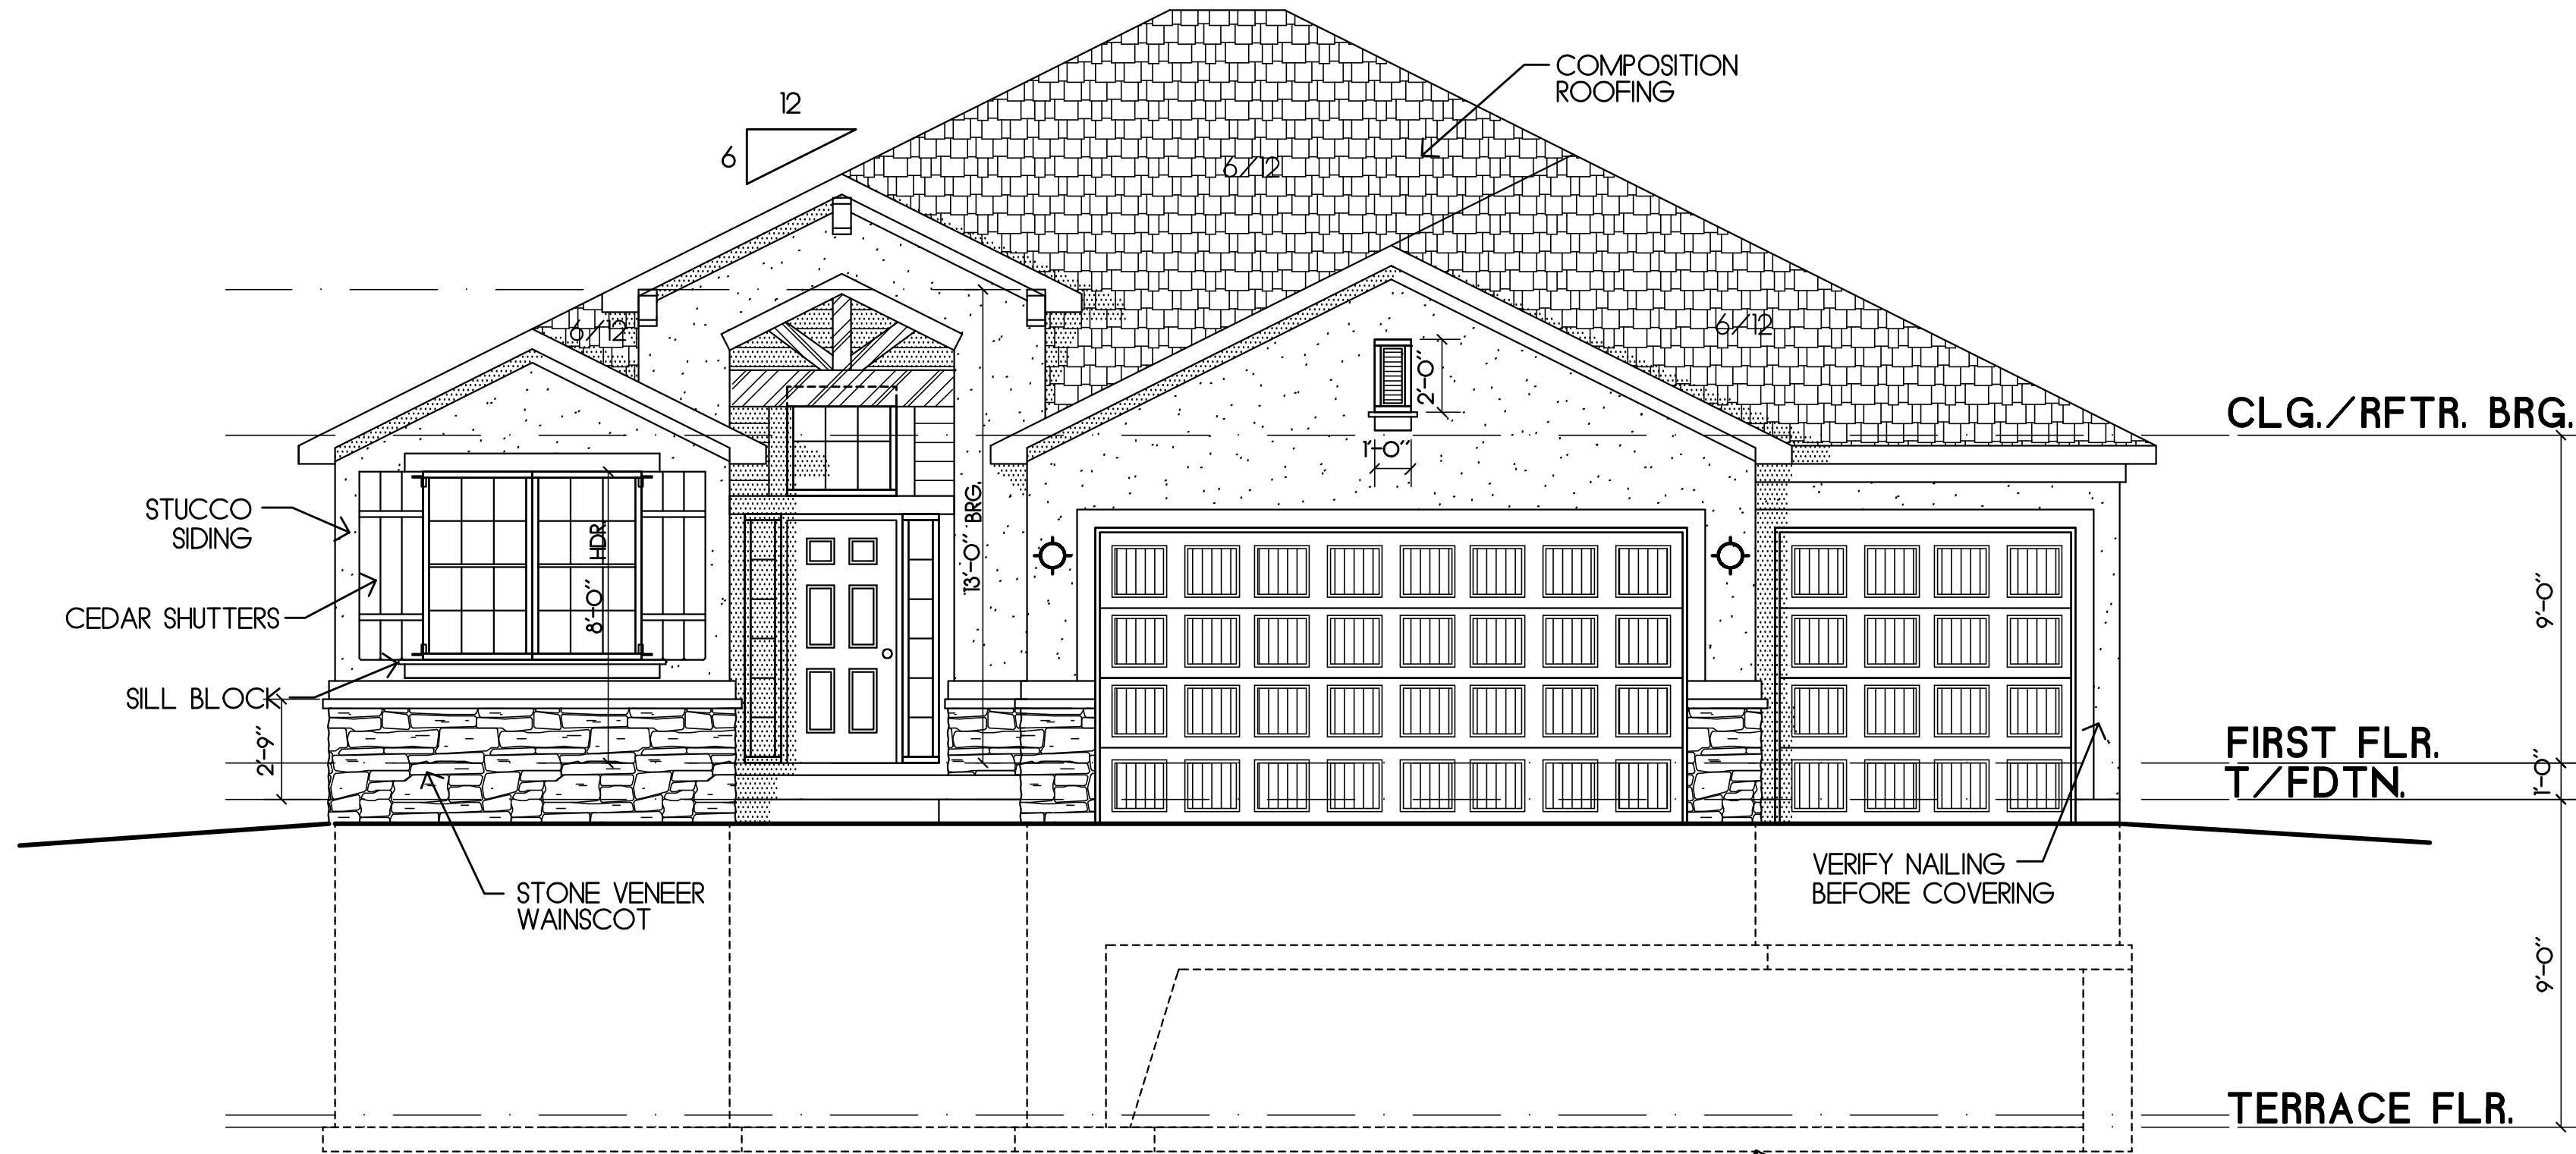 COMPOSITION
ROOFING
12
6
6/12
6/12
6/12
2'-0"
1'-0"
CLG./RFTR. BRG.
STUCCO
SIDING
CEDAR SHUTTERS
SILL BLOCK
8'-0" HDR.
13'-0" BRG.
2'-9"
9'-0"
FIRST FLR.
T/FDTN.
1'-0"
STONE VENEER
WAINSCOT
VERIFY NAILING
BEFORE COVERING
9'-0"
TERRACE FLR.